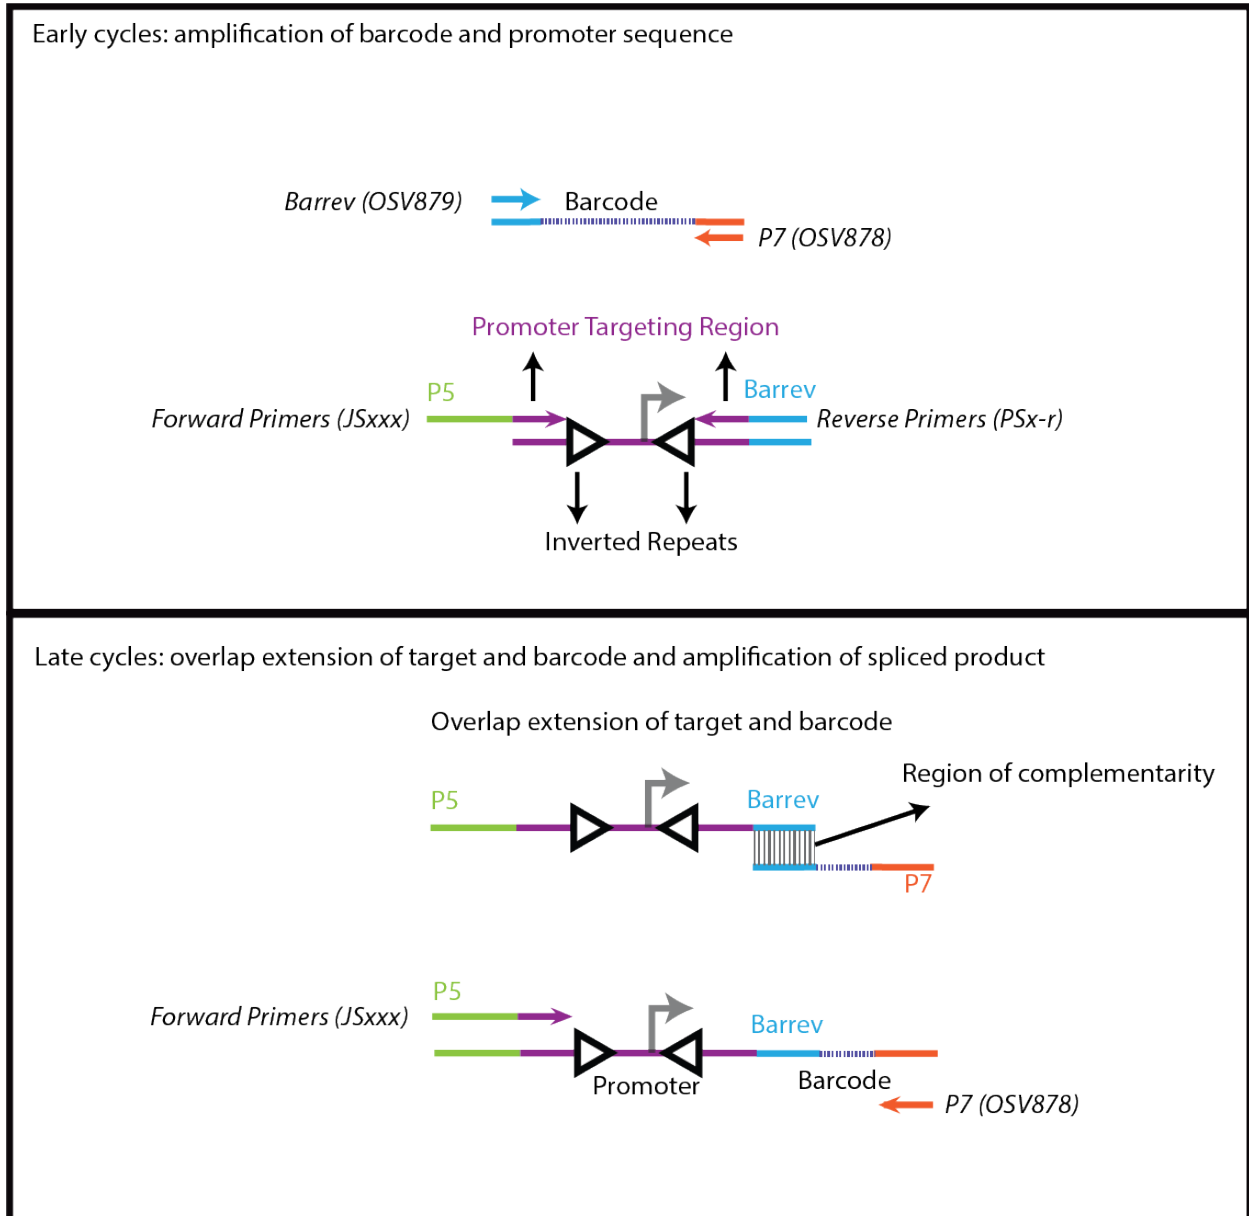 Early cycles: amplification of barcode and promoter sequence
Barrev (OSV879)
Barcode
P7 (OSV878)
Promoter Targeting Region
P5
Barrev
Forward Primers (JSxxx)
Reverse Primers (PSx-r)
Inverted Repeats
Late cycles: overlap extension of target and barcode and amplification of spliced product
Overlap extension of target and barcode
Region of complementarity
P5
Barrev
P7
P5
Forward Primers (JSxxx)
Barrev
Promoter
Barcode
P7 (OSV878)